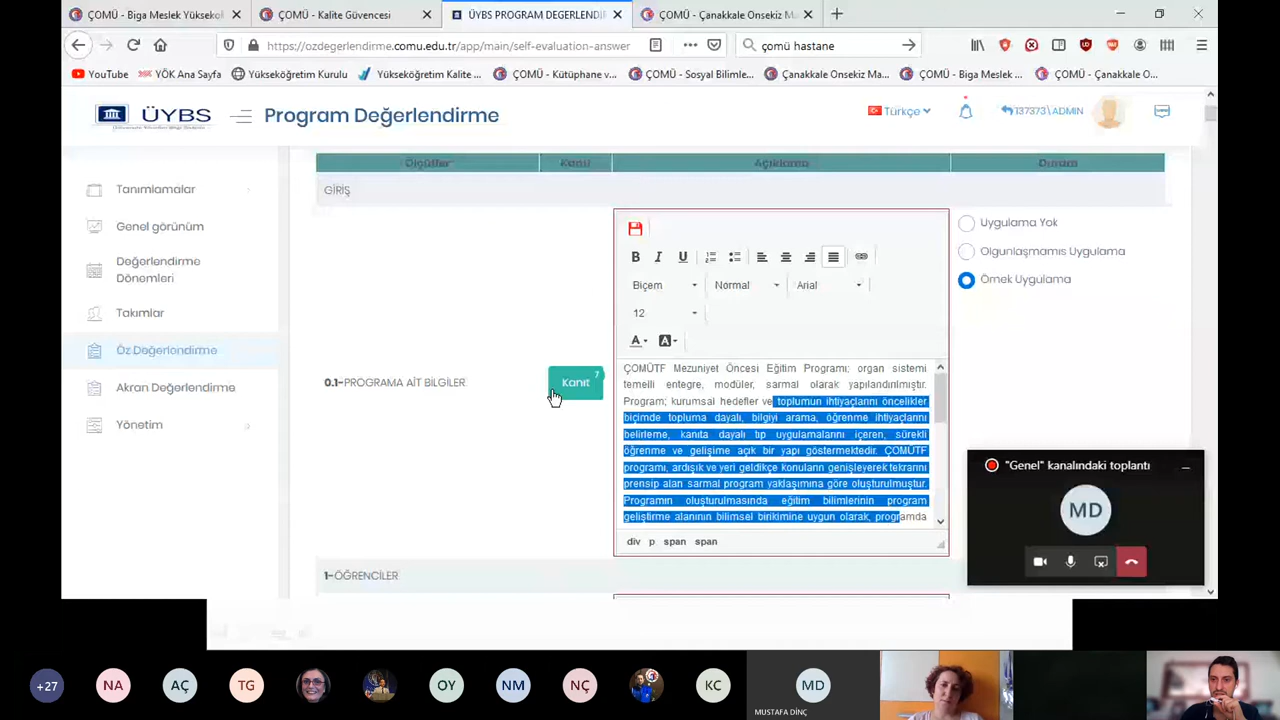 ÇOMÜ - Biga Meslek Yükseko
ÇOMÜ - Kalite Güvencesi
ÜYBS PROGRAM DEĞERLENDİR
ÇOMÜ - Çanakkale Onsekiz Ma
https://ozdegerlendirme.comu.edu.tr/app/main/self-evaluation-answer
çomü hastane
YouTube
YÖK Ana Sayfa
Yükseköğretim Kurulu
Yükseköğretim Kalite ...
ÇOMÜ - Kütüphane v...
ÇOMÜ - Sosyal Bilimle...
Çanakkale Onsekiz Ma...
ÇOMÜ - Biga Meslek ...
ÇOMÜ - Çanakkale O...
ÜYBS
Program Değerlendirme
Türkçe
137373\ADMIN
Tanımlamalar
Genel görünüm
Değerlendirme
Dönemleri
Takımlar
Öz Değerlendirme
Akran Değerlendirme
Yönetim
Ölçütler
Kanıt
Açıklama
Durum
GİRİŞ
Uygulama Yok
Olgunlaşmamış Uygulama
Örnek Uygulama
B I U
Biçem
Normal
Arial
12
A A
0.1-PROGRAMA AİT BİLGİLER
Kanıt
7
ÇOMÜTF Mezuniyet Öncesi Eğitim Programı; organ sistemi
temelli entegre, modüler, sarmal olarak yapılandırılmıştır.
Program; kurumsal hedefler ve toplumun ihtiyaçlarını öncelikler
biçimde topluma dayalı, bilgiyi arama, öğrenme ihtiyaçlarını
belirleme, kanıta dayalı tıp uygulamalarını içeren, sürekli
öğrenme ve gelişime açık bir yapı göstermektedir. ÇOMÜTF
programı, ardışık ve yeri geldikçe konuların genişleyerek tekrarını
prensip alan sarmal program yaklaşımına göre oluşturulmuştur.
Programın oluşturulmasında eğitim bilimlerinin program
geliştirme alanının bilimsel birikimine uygun olarak, programda
div p span span
1-ÖĞRENCİLER
"Genel" kanalındaki toplantı
MD
+27
NA
AÇ
TG
OY
NM
NÇ
KC
MD
MUSTAFA DİNÇ